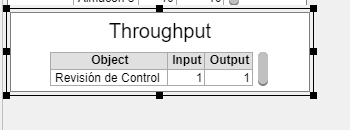 Throughput
Object Input Output
Revisión de Control 1 1